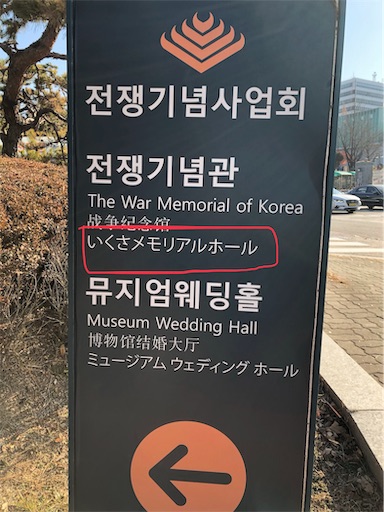 전쟁기념사업회
전쟁기념관
The War Memorial of Korea
战争纪念馆
いくさメモリアルホール
뮤지엄웨딩홀
Museum Wedding Hall
博物馆结婚大厅
ミュージアム ウェディング ホール